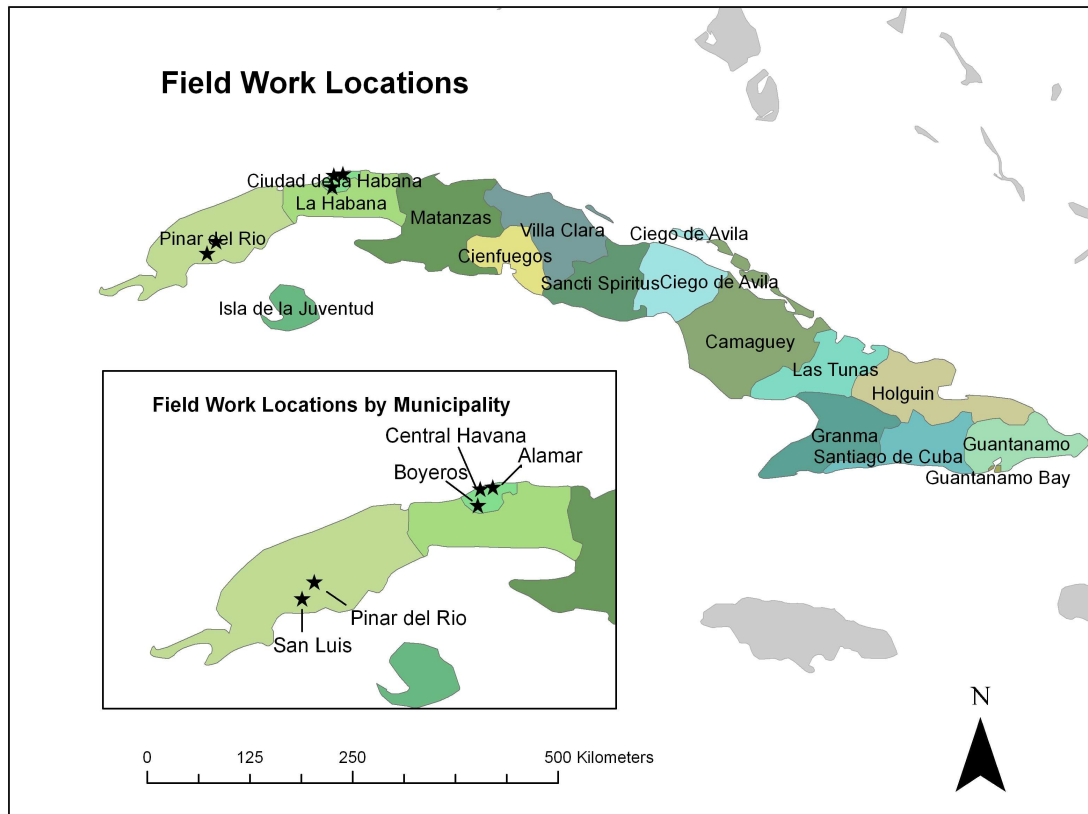 Field Work Locations
Ciudad de la Habana
La Habana
Pinar del Rio
Matanzas
Villa Clara
Ciego de Avila
Cienfuegos
Sancti Spiritus
Ciego de Avila
Isla de la Juventud
Camaguey
Las Tunas
Holguin
Granma
Santiago de Cuba
Guantanamo
Guantanamo Bay
Field Work Locations by Municipality
Central Havana
Alamar
Boyeros
Pinar del Rio
San Luis
N
0 125 250 500 Kilometers